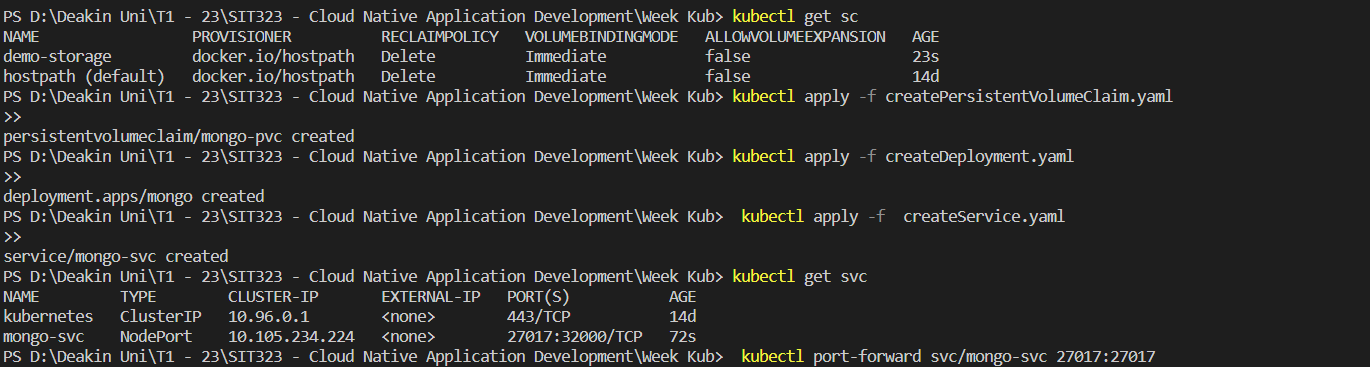 PS D:\Deakin Uni\T1 - 23\SIT323 - Cloud Native Application Development\Week Kub> kubectl get sc
NAME                 PROVISIONER          RECLAIMPOLICY   VOLUMEBINDINGMODE   ALLOWVOLUMEEXPANSION   AGE
demo-storage         docker.io/hostpath   Delete          Immediate           false                  23s
hostpath (default)   docker.io/hostpath   Delete          Immediate           false                  14d
PS D:\Deakin Uni\T1 - 23\SIT323 - Cloud Native Application Development\Week Kub> kubectl apply -f createPersistentVolumeClaim.yaml
>>
persistentvolumeclaim/mongo-pvc created
PS D:\Deakin Uni\T1 - 23\SIT323 - Cloud Native Application Development\Week Kub> kubectl apply -f createDeployment.yaml
>>
deployment.apps/mongo created
PS D:\Deakin Uni\T1 - 23\SIT323 - Cloud Native Application Development\Week Kub>  kubectl apply -f  createService.yaml
>>
service/mongo-svc created
PS D:\Deakin Uni\T1 - 23\SIT323 - Cloud Native Application Development\Week Kub> kubectl get svc
NAME         TYPE        CLUSTER-IP       EXTERNAL-IP   PORT(S)           AGE
kubernetes   ClusterIP   10.96.0.1        <none>        443/TCP           14d
mongo-svc    NodePort    10.105.234.224   <none>        27017:32000/TCP   72s
PS D:\Deakin Uni\T1 - 23\SIT323 - Cloud Native Application Development\Week Kub>  kubectl port-forward svc/mongo-svc 27017:27017